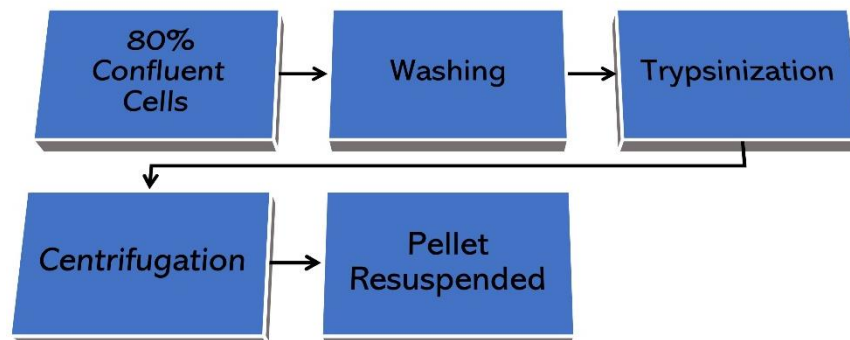 80%
Confluent
Cells
Washing
Trypsinization
Centrifugation
Pellet
Resuspended